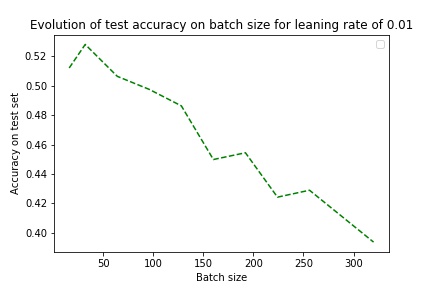 Evolution of test accuracy on batch size for leaning rate of 0.01
0.52
0.50
0.48
0.46
0.44
0.42
0.40
Accuracy on test set
50 100 150 200 250 300
Batch size